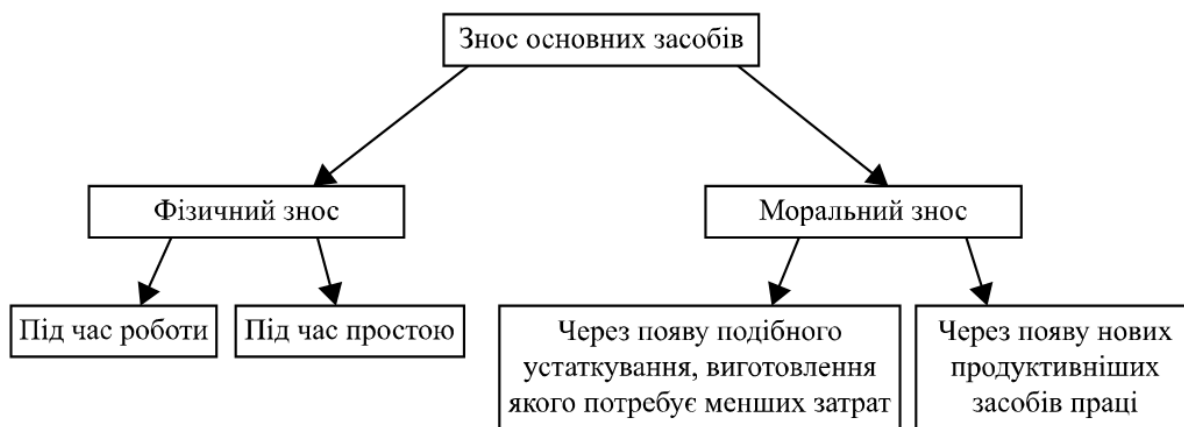 Знос основних засобів
Фізичний знос
Моральний знос
Під час роботи
Під час простою
Через появу подібного
устаткування, виготовлення
якого потребує менших затрат
Через появу нових
продуктивніших
засобів праці